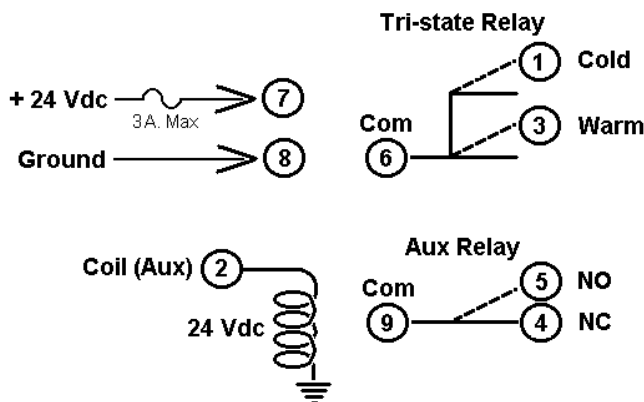 Tri-state Relay
1 Cold
+ 24 Vdc 7
3A. Max
Com
3 Warm
6
Ground 8
Aux Relay
Coil (Aux) 2
5 NO
Com
24 Vdc
9
4 NC